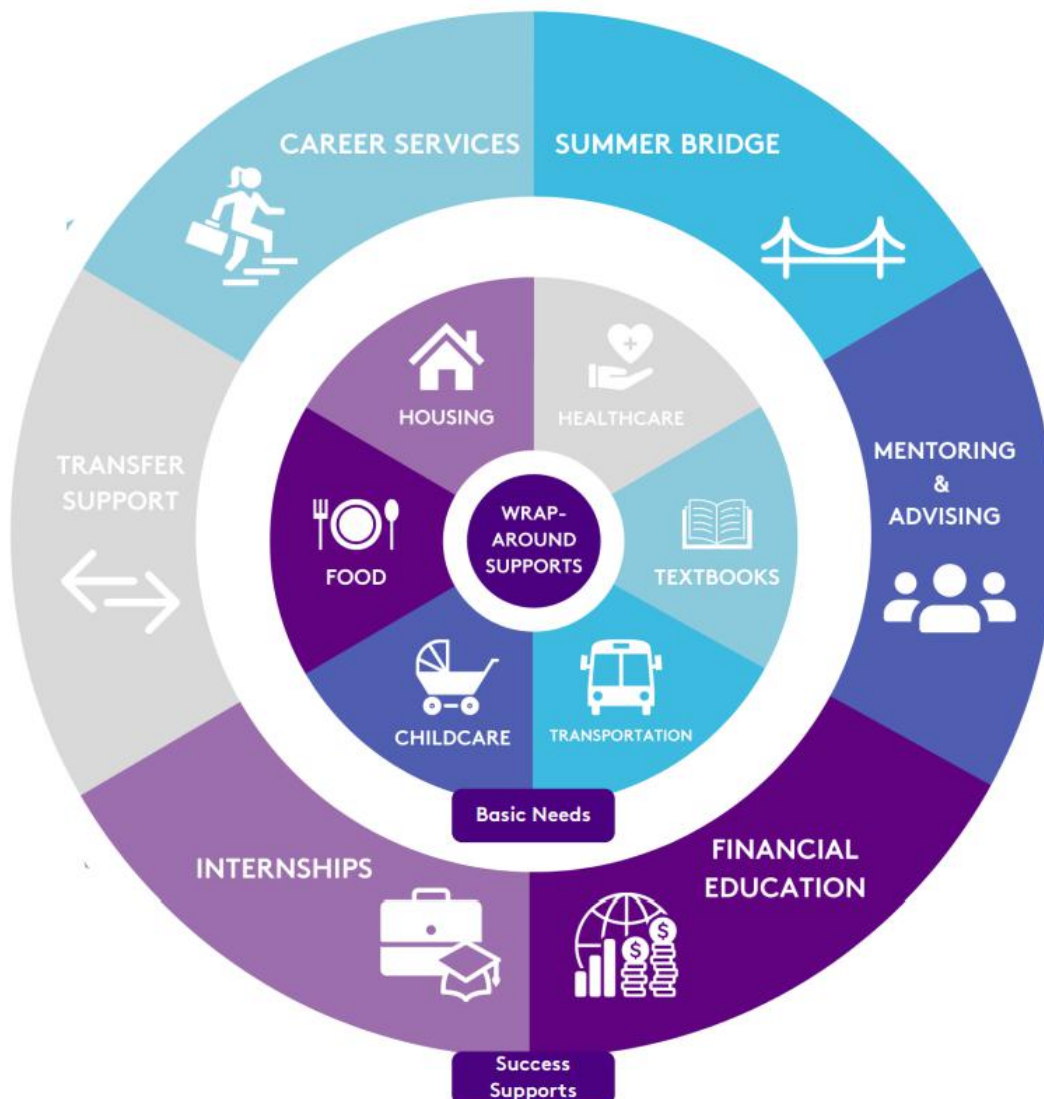 CAREER SERVICES
SUMMER BRIDGE
HOUSING
HEALTHCARE
TRANSFER
SUPPORT
MENTORING
&
ADVISING
FOOD
WRAP-
AROUND
SUPPORTS
TEXTBOOKS
CHILDCARE
TRANSPORTATION
Basic Needs
INTERNSHIPS
FINANCIAL
EDUCATION
$
$
Success
Supports